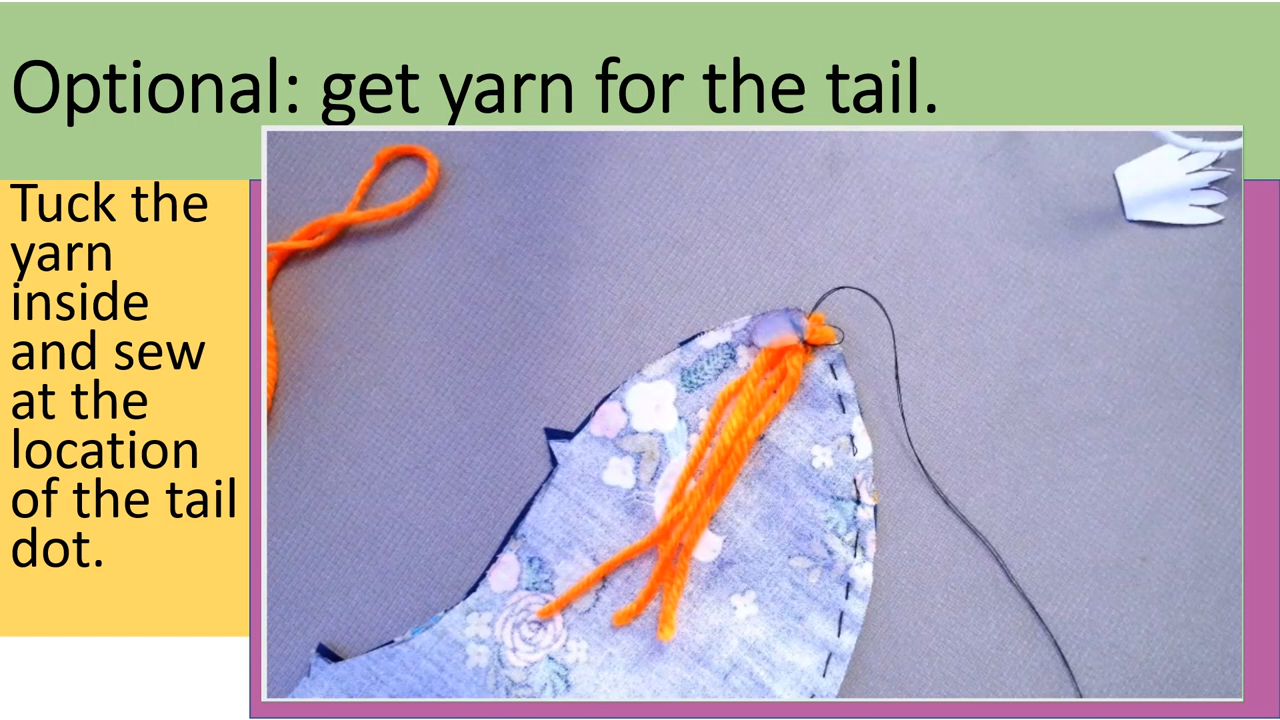 Optional: get yarn for the tail.
Tuck the
yarn
inside
and sew
at the
location
of the tail
dot.